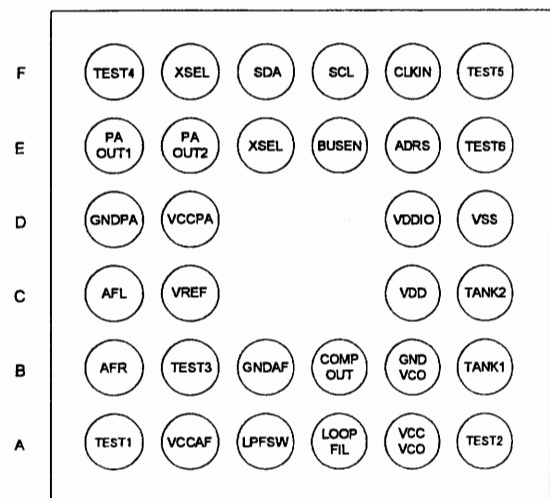 F TEST4 XSEL SDA SCL CLKIN TEST5
E PA OUT1 PA OUT2 XSEL BUSEN ADRS TEST6
D GNDPA VCCPA VDDIO VSS
C AFL VREF VDD TANK2
B AFR TEST3 GNDAF COMP OUT GND VCO TANK1
A TEST1 VCCAF LPFSW LOOP FIL VCC VCO TEST2